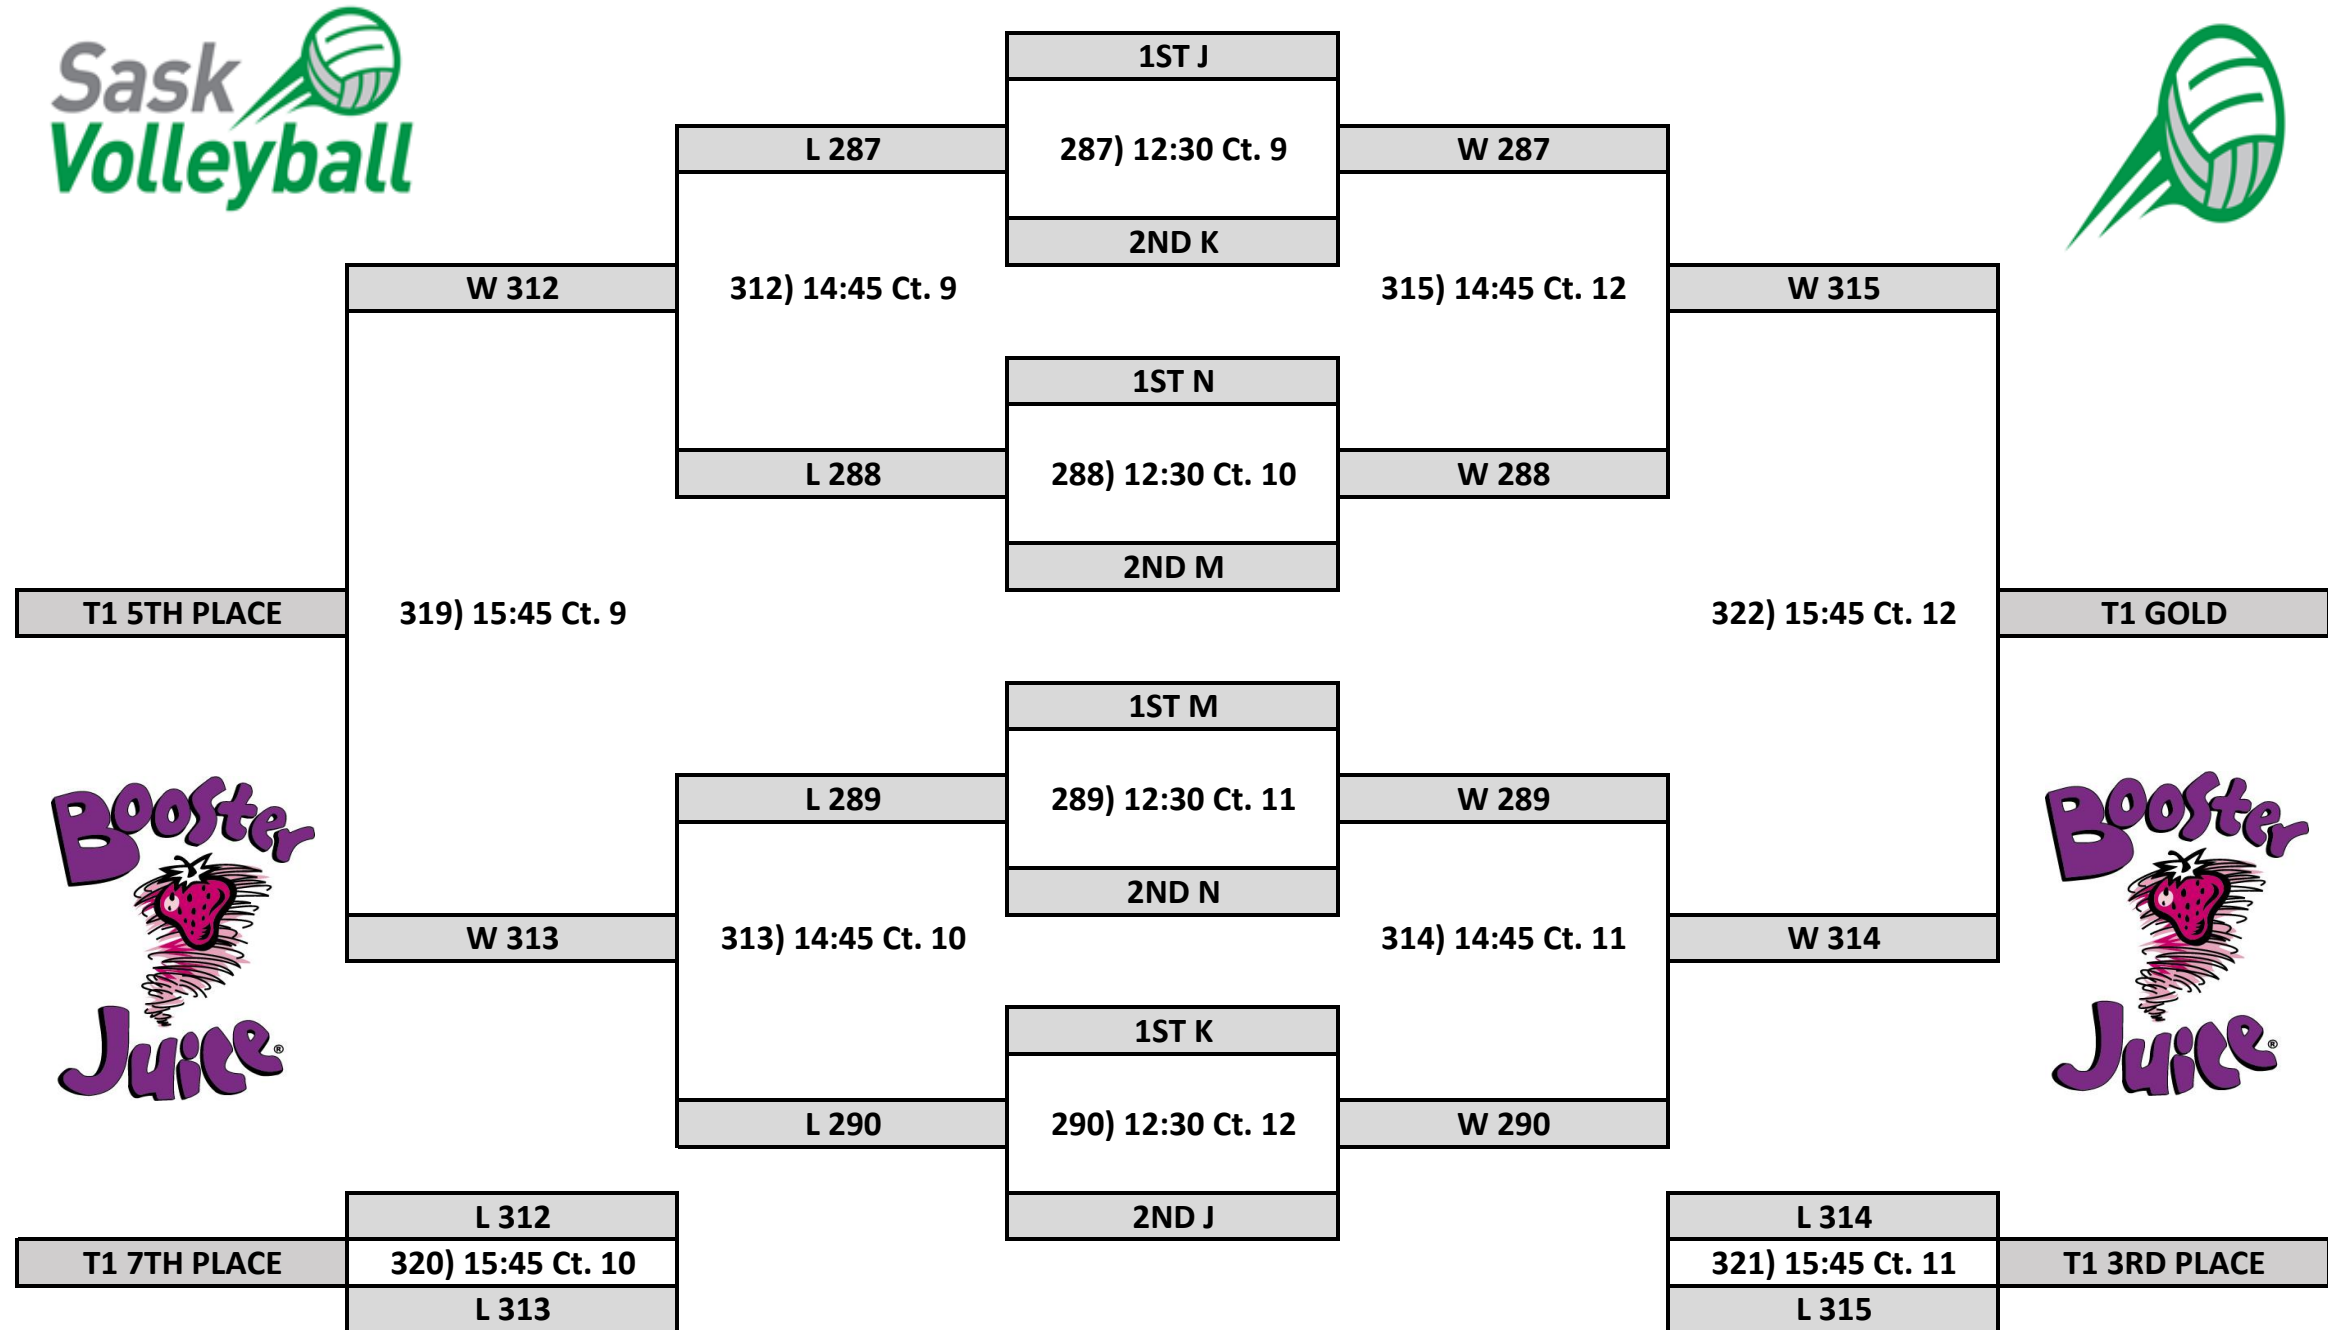 Sask
Volleyball
1ST J
L 287
287) 12:30 Ct. 9
W 287
2ND K
W 312
312) 14:45 Ct. 9
315) 14:45 Ct. 12
W 315
1ST N
L 288
288) 12:30 Ct. 10
W 288
2ND M
T1 5TH PLACE
319) 15:45 Ct. 9
322) 15:45 Ct. 12
T1 GOLD
1ST M
L 289
289) 12:30 Ct. 11
W 289
2ND N
W 313
313) 14:45 Ct. 10
314) 14:45 Ct. 11
W 314
Booster
Juice®
Booster
Juice®
1ST K
L 290
290) 12:30 Ct. 12
W 290
2ND J
L 312
T1 7TH PLACE
320) 15:45 Ct. 10
L 313
L 314
321) 15:45 Ct. 11
T1 3RD PLACE
L 315